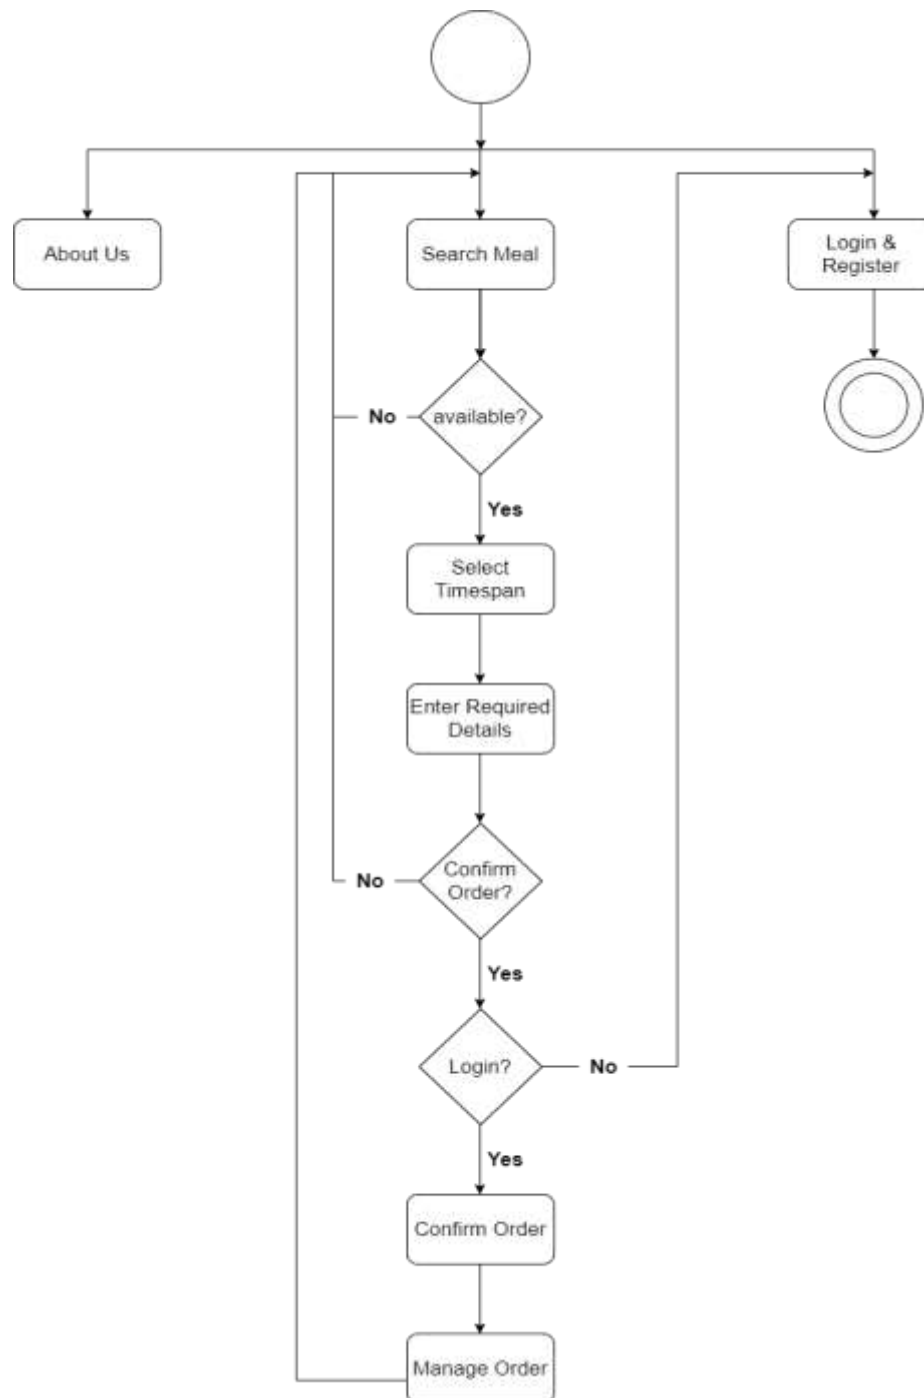 About Us
Search Meal
Login &
Register
No
available?
Yes
Select
Timespan
Enter Required
Details
No
Confirm
Order?
Yes
Login?
No
Yes
Confirm Order
Manage Order